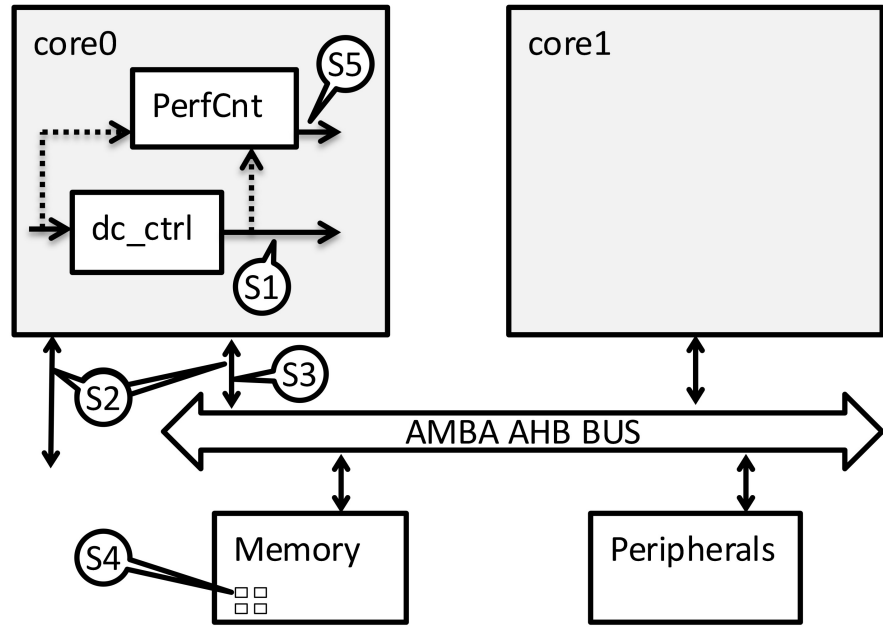 core0
core1
S5
PerfCnt
dc_ctrl
S1
S3
S2
AMBA AHB BUS
S4
Memory
Peripherals